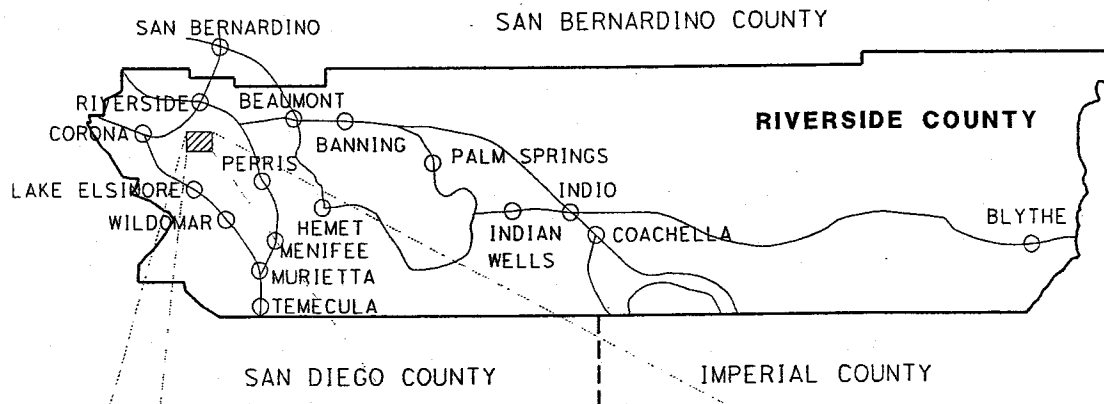 SAN BERNARDINO COUNTY
SAN BERNARDINO
RIVERSIDE
BEAUMONT
RIVERSIDE COUNTY
CORONA
BANNING
PERRIS
PALM SPRINGS
LAKE ELSIMORE
INDIO
WILDOMAR
HEMET
INDIAN
WELLS
COACHELLA
BLYTHE
MENIFEE
MURIETTA
TEMECULA
SAN DIEGO COUNTY
IMPERIAL COUNTY